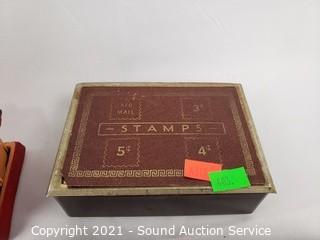 AIR
MAIL
3¢
STAMPS
5¢
4¢
Copyright 2021 - Sound Auction Service